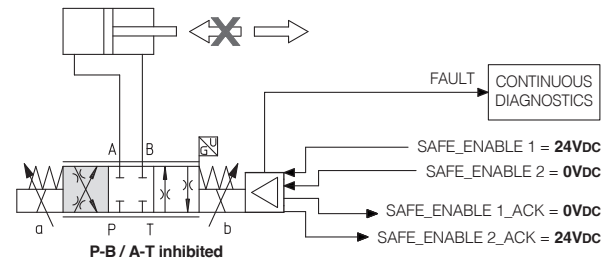 FAULT
CONTINUOUS
DIAGNOSTICS
A B
U
G
SAFE_ENABLE 1 = 24VDC
SAFE_ENABLE 2 = 0VDC
SAFE_ENABLE 1_ACK = 0VDC
SAFE_ENABLE 2_ACK = 24VDC
a P T b
P-B / A-T inhibited